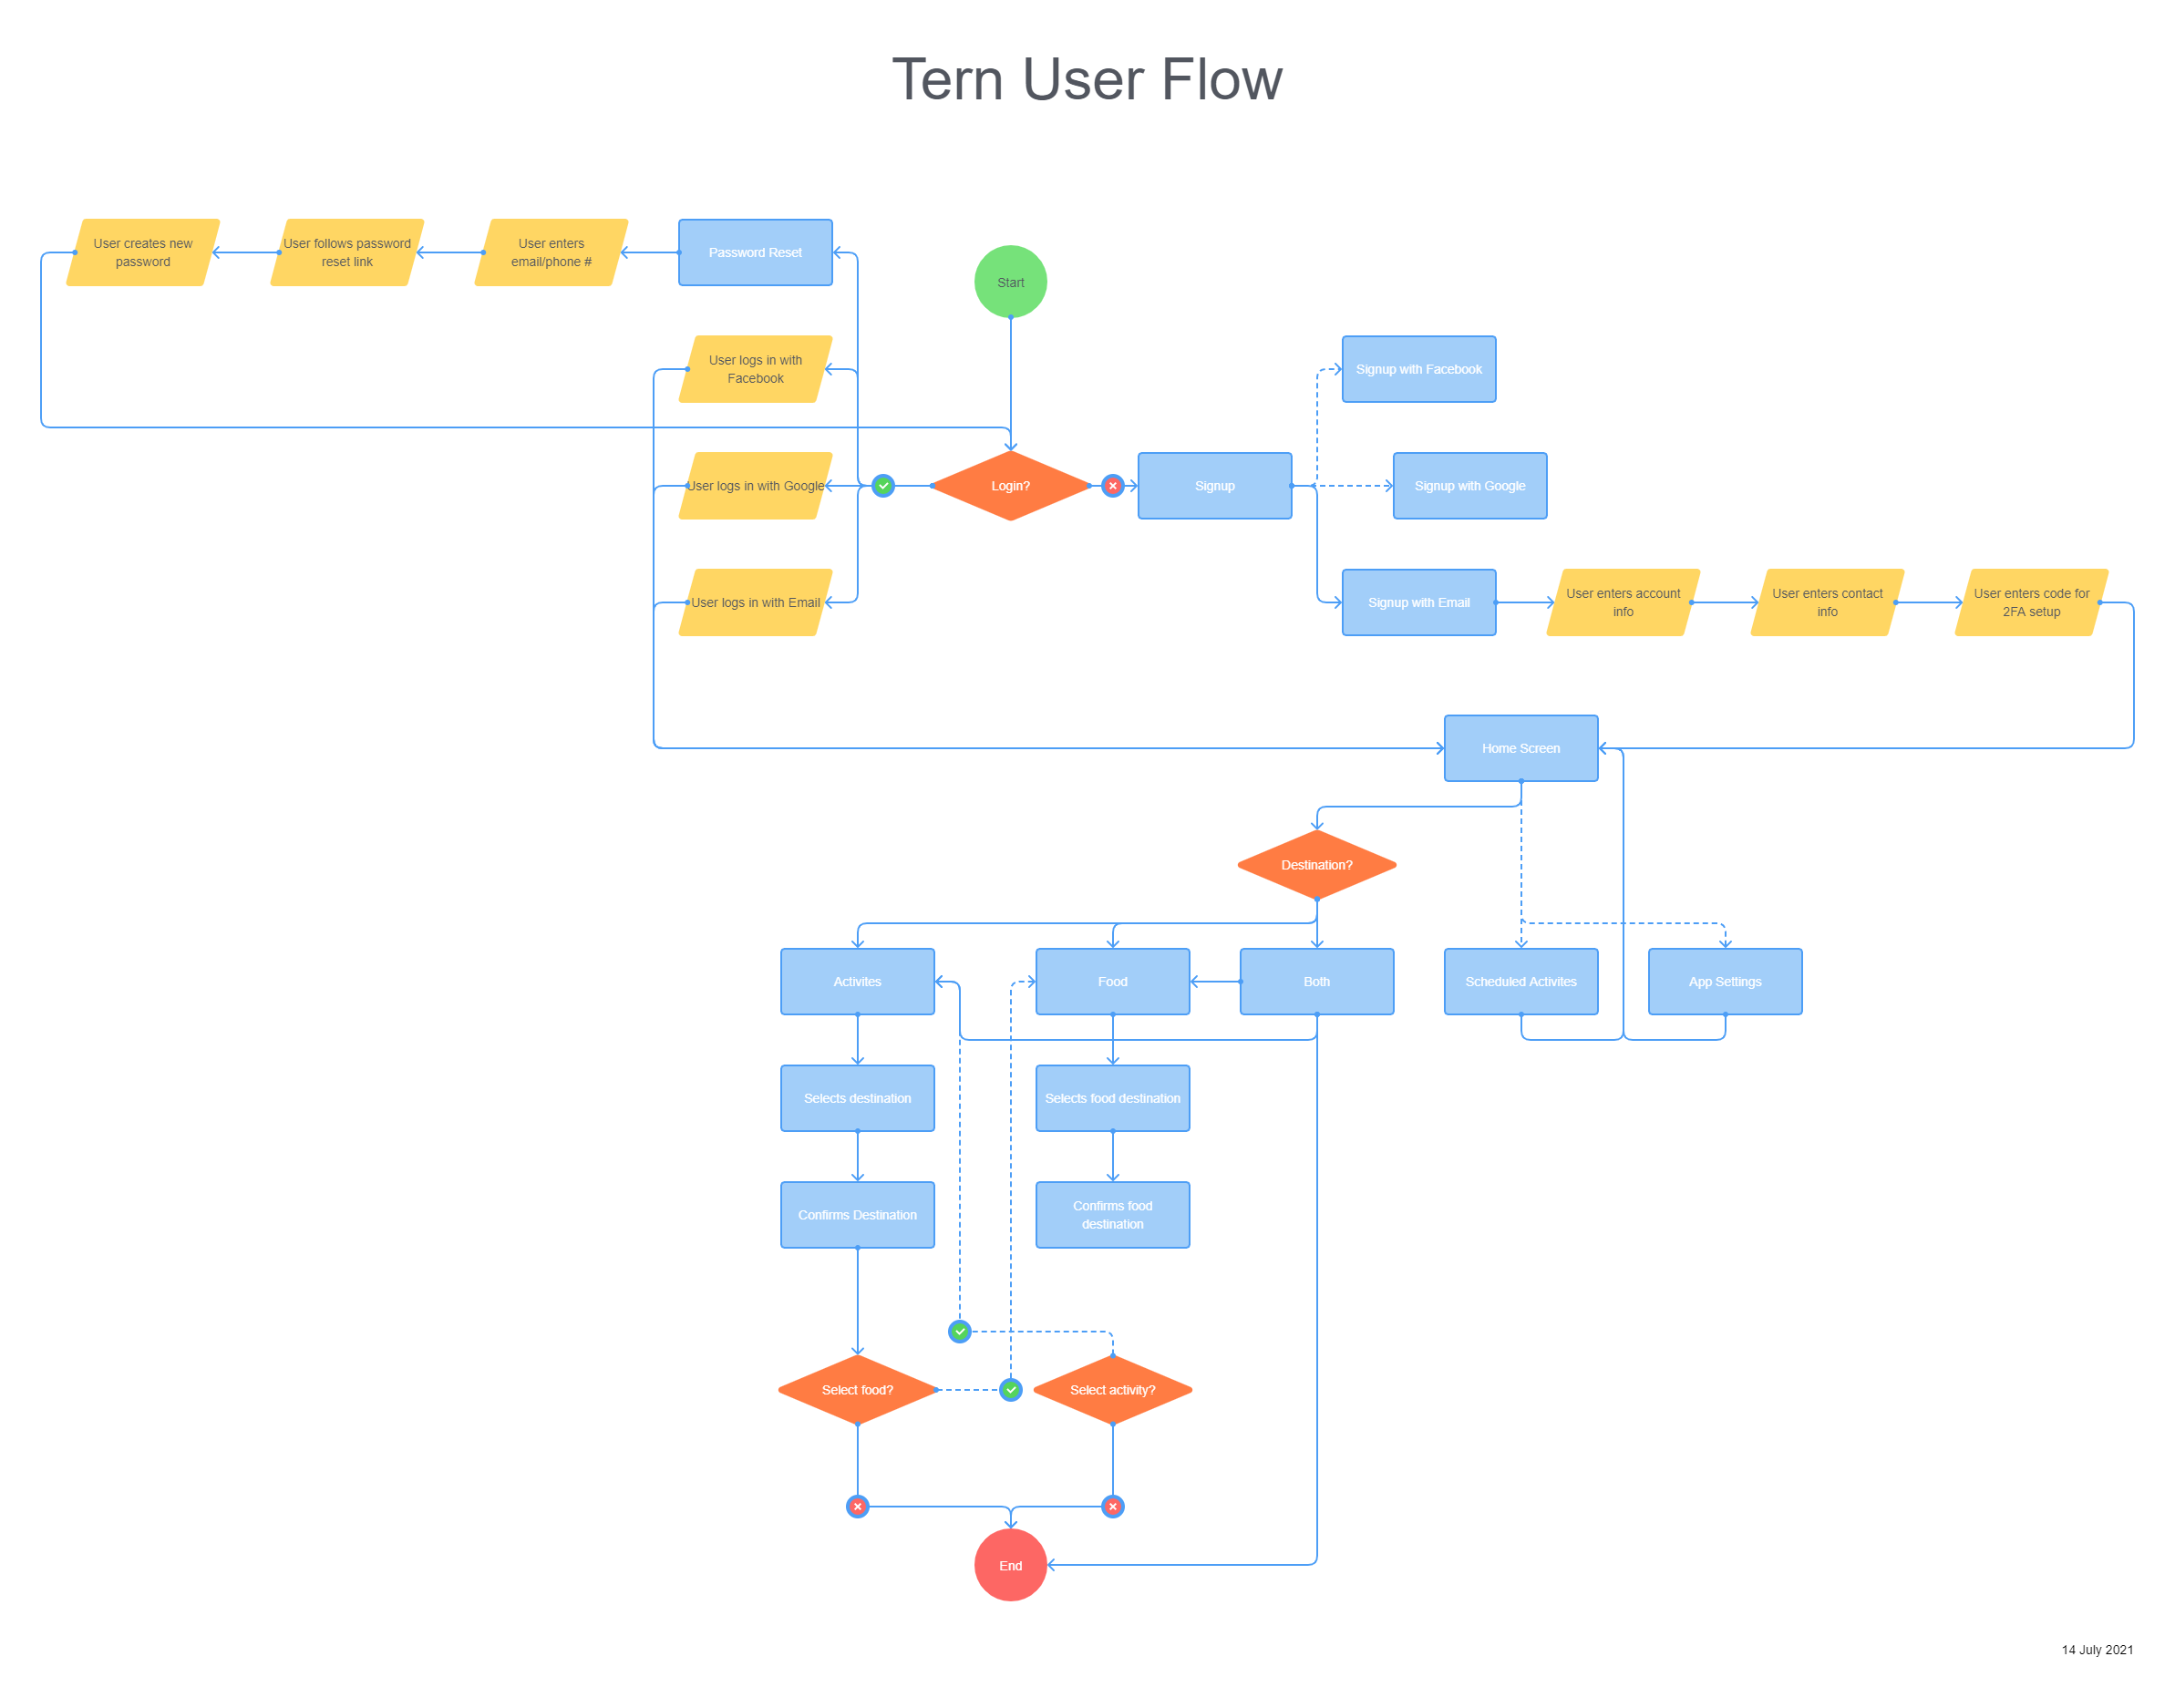 Tern User Flow
User creates new
password
User follows password
reset link
User enters
email/phone #
Password Reset
Start
User logs in with
Facebook
Signup with Facebook
User logs in with Google
Login?
Signup
Signup with Google
User logs in with Email
Signup with Email
User enters account
info
User enters contact
info
User enters code for
2FA setup
Home Screen
Destination?
Activites
Food
Both
Scheduled Activites
App Settings
Selects destination
Selects food destination
Confirms Destination
Confirms food
destination
Select food?
Select activity?
End
14 July 2021